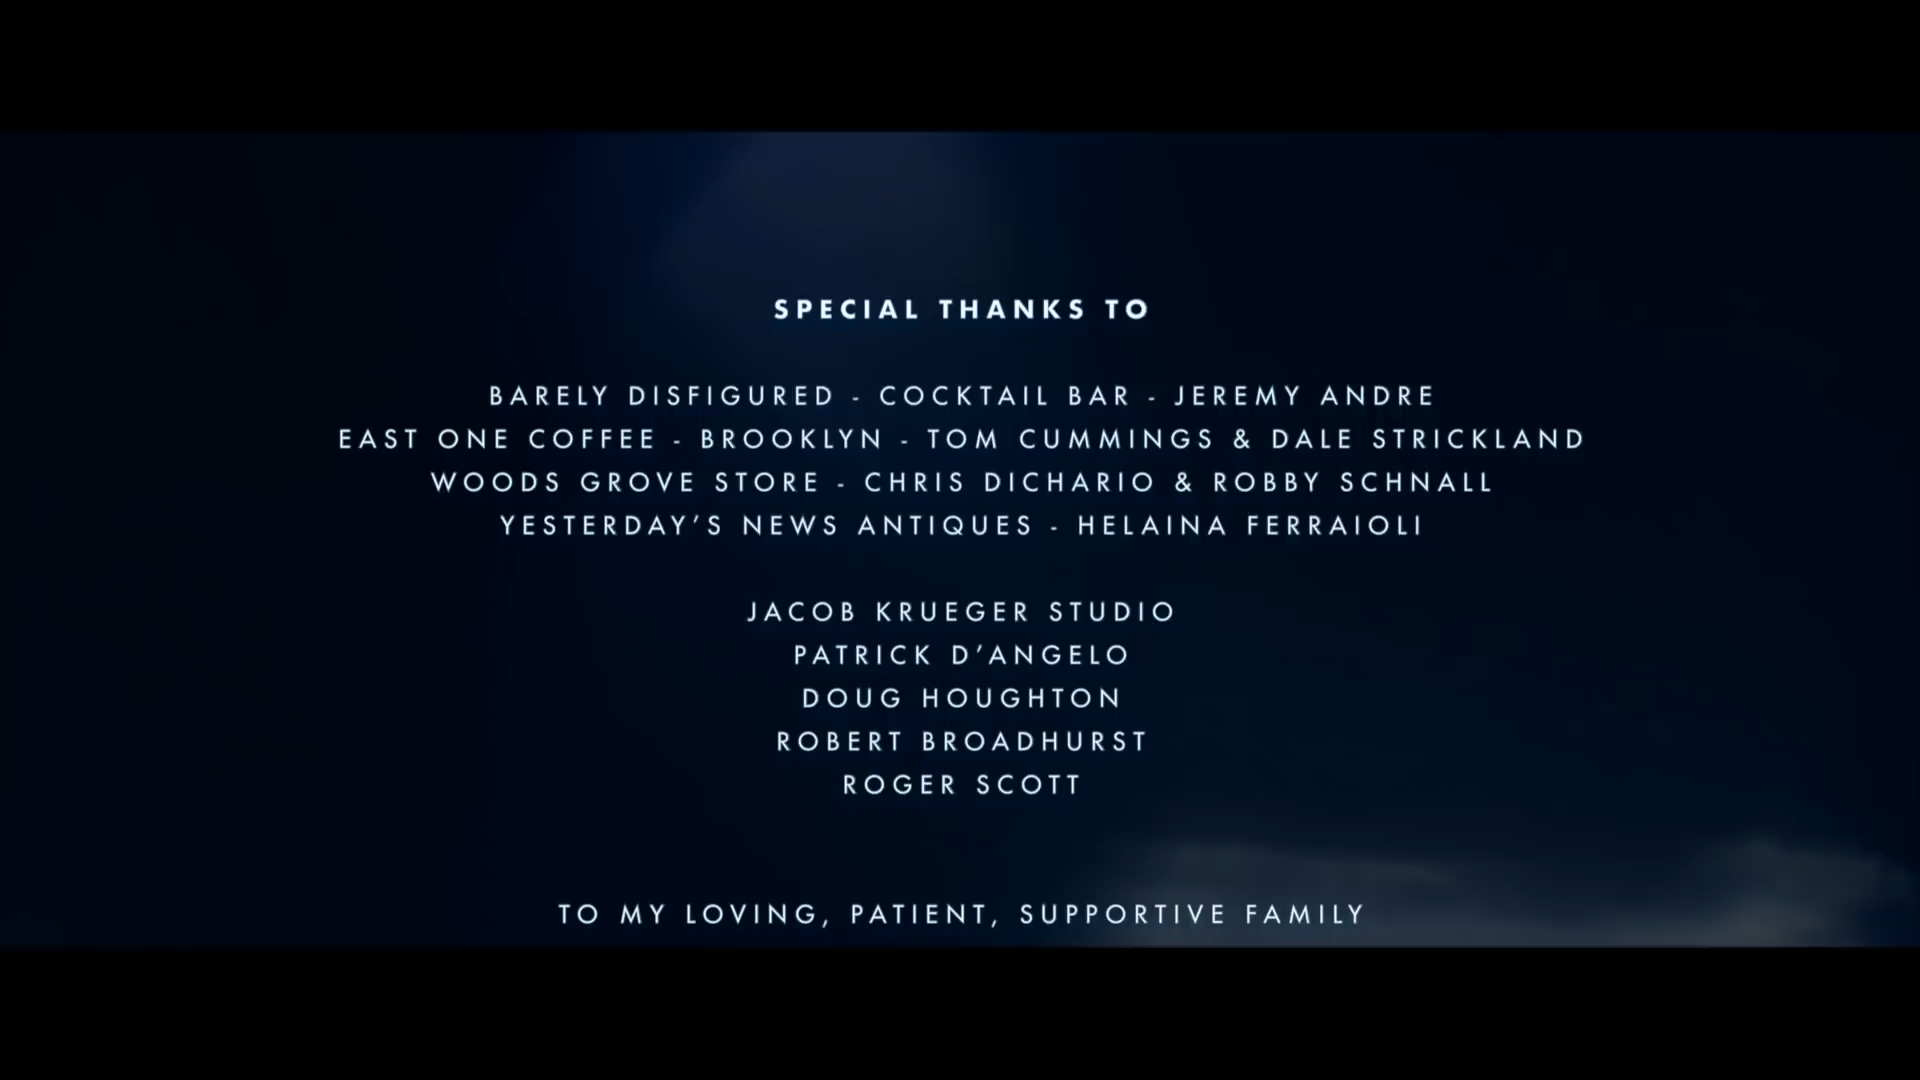 SPECIAL THANKS TO
BARELY DISFIGURED - COCKTAIL BAR - JEREMY ANDRE
EAST ONE COFFEE - BROOKLYN - TOM CUMMINGS & DALE STRICKLAND
WOODS GROVE STORE - CHRIS DICHARIO & ROBBY SCHNALL
YESTERDAY’S NEWS ANTIQUES - HELAINA FERRAIOLI
JACOB KRUEGER STUDIO
PATRICK D’ANGELO
DOUG HOUGHTON
ROBERT BROADHURST
ROGER SCOTT
TO MY LOVING, PATIENT, SUPPORTIVE FAMILY